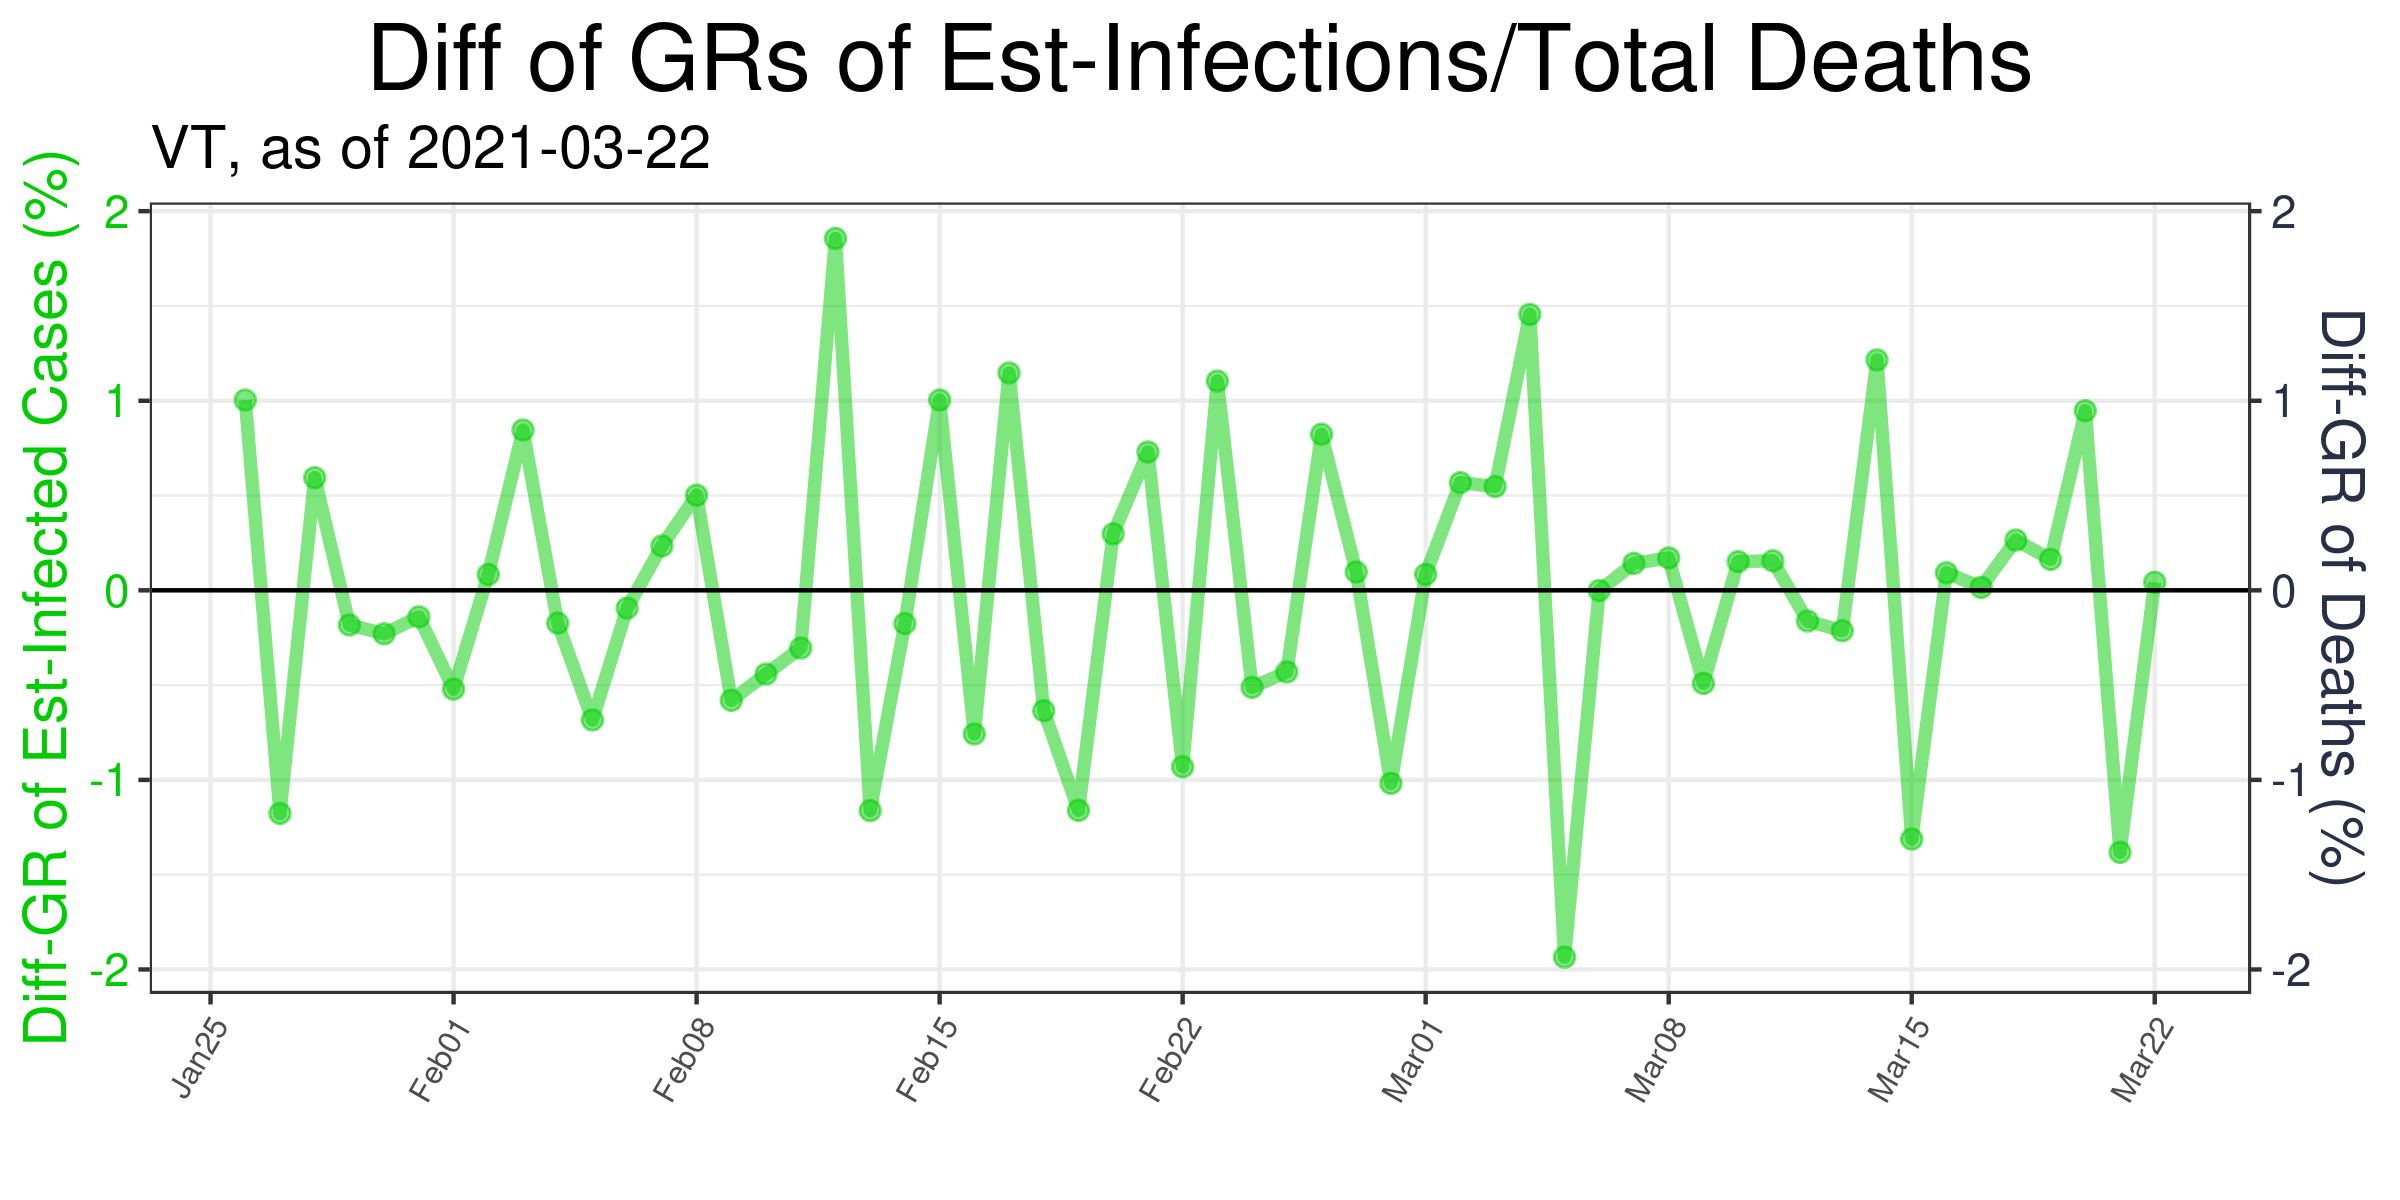 Diff of GRs of Est-Infections/Total Deaths
VT, as of 2021-03-22
Diff-GR of Est-Infected Cases (%)
2
1
0
-1
-2
2
1
0
-1
-2
Diff-GR of Deaths (%)
Jan25
Feb01
Feb08
Feb15
Feb22
Mar01
Mar08
Mar15
Mar22